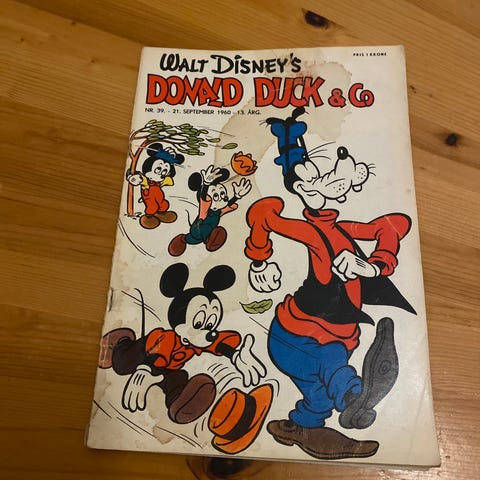 PRIS 1 KRONE
WALT DISNEY'S
DONALD DUCK & CO
NR. 39. - 21. SEPTEMBER 1960 - 13. ÅRG.